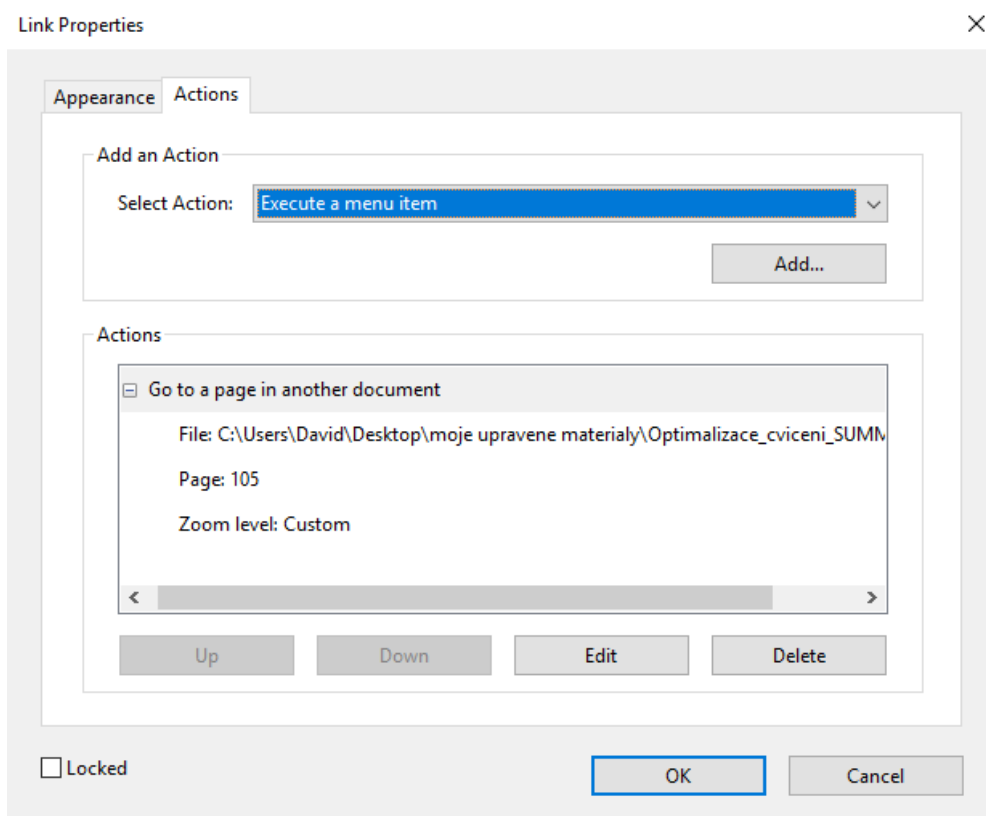 Link Properties
Appearance Actions
Add an Action
Select Action: Execute a menu item
Add...
Actions
Go to a page in another document
File: C:\Users\David\Desktop\moje upravene materialy\Optimalizace_cviceni_SUMM
Page: 105
Zoom level: Custom
Up Down Edit Delete
Locked
OK Cancel